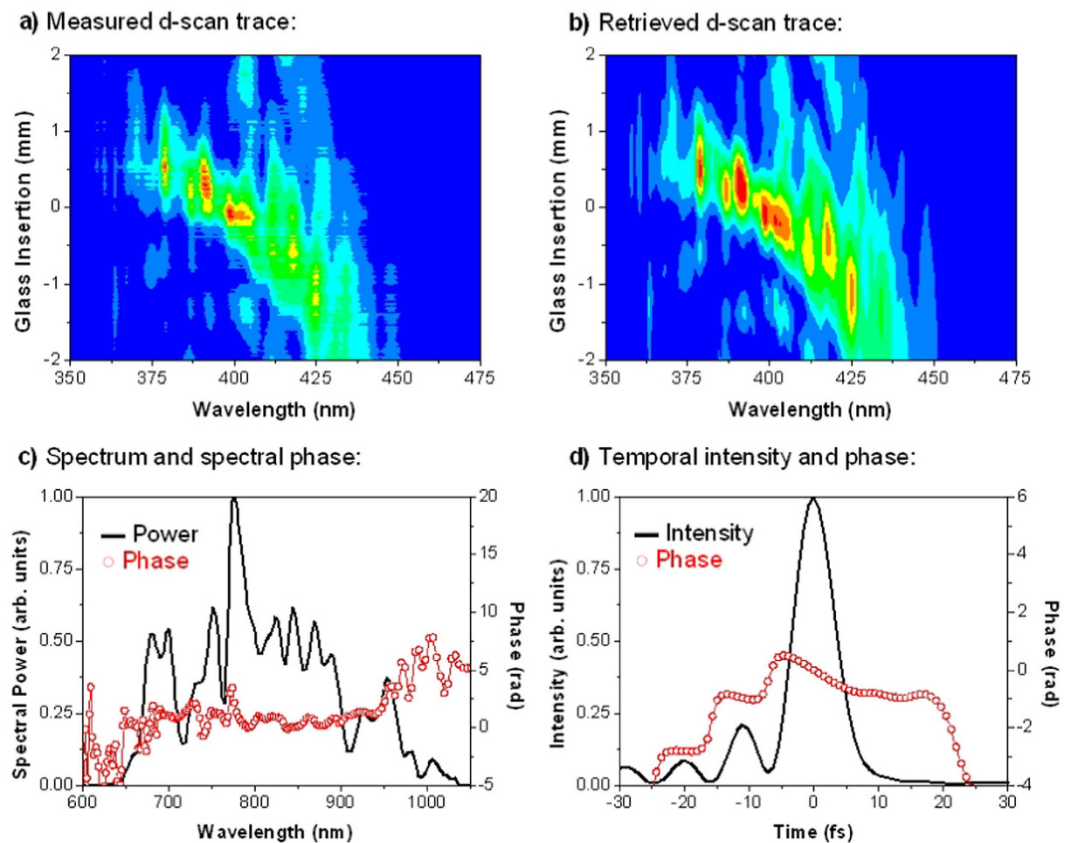 a) Measured d-scan trace:
b) Retrieved d-scan trace:
2
1
0
-1
-2
Glass Insertion (mm)
350 375 400 425 450 475
Wavelength (nm)
2
1
0
-1
-2
Glass Insertion (mm)
350 375 400 425 450 475
Wavelength (nm)
c) Spectrum and spectral phase:
d) Temporal intensity and phase:
1.00
0.75
0.50
0.25
0.00
Spectral Power (arb. units)
Power
Phase
20
15
10
5
0
-5
Phase (rad)
600 700 800 900 1000
Wavelength (nm)
1.00
0.75
0.50
0.25
0.00
Intensity (arb. units)
Intensity
Phase
6
4
2
0
-2
-4
Phase (rad)
-30 -20 -10 0 10 20 30
Time (fs)